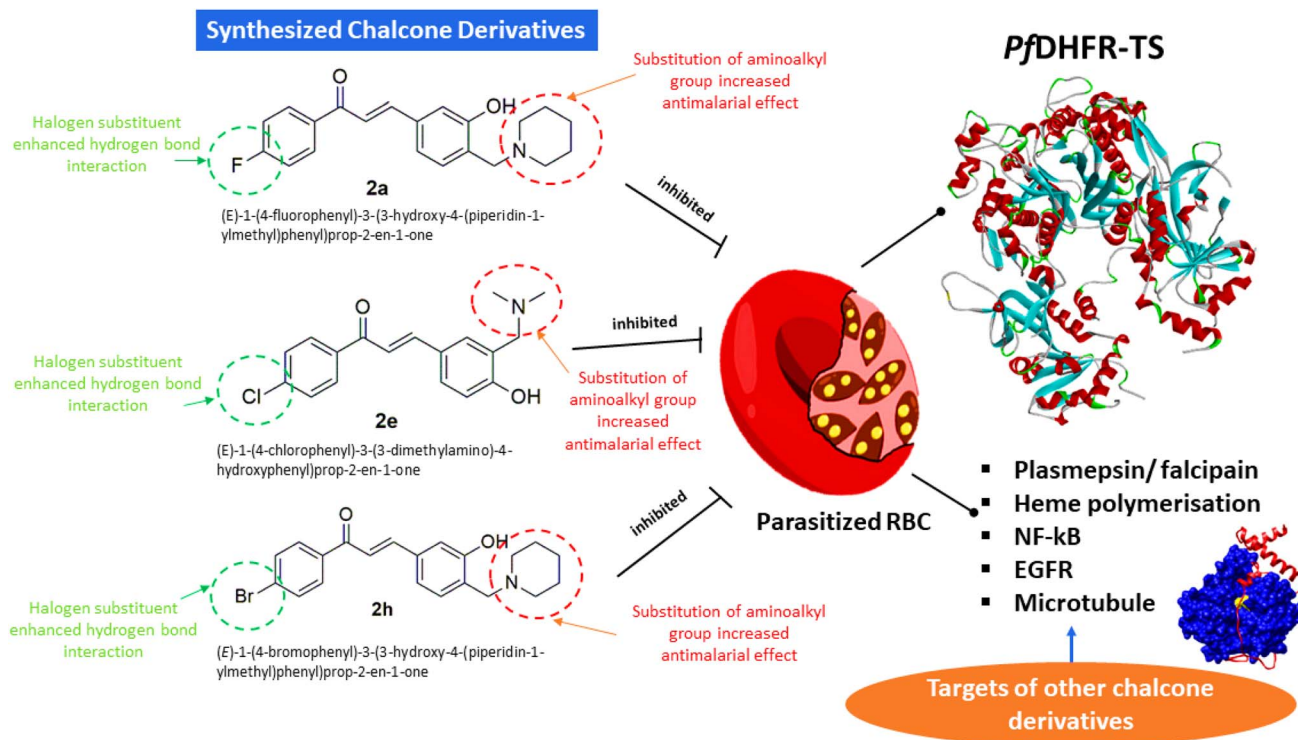 Synthesized Chalcone Derivatives
Halogen substituent
enhanced hydrogen bond
interaction
O
F
OH
N
Substitution of aminoalkyl
group increased
antimalarial effect
2a
(E)-1-(4-fluorophenyl)-3-(3-hydroxy-4-(piperidin-1-
ylmethyl)phenyl)prop-2-en-1-one
inhibited
Halogen substituent
enhanced hydrogen bond
interaction
O
Cl
N
OH
Substitution of
aminoalkyl group
increased
antimalarial effect
2e
(E)-1-(4-chlorophenyl)-3-(3-dimethylamino)-4-
hydroxyphenyl)prop-2-en-1-one
inhibited
Halogen substituent
enhanced hydrogen bond
interaction
O
Br
OH
N
Substitution of aminoalkyl
group increased
antimalarial effect
2h
(E)-1-(4-bromophenyl)-3-(3-hydroxy-4-(piperidin-1-
ylmethyl)phenyl)prop-2-en-1-one
inhibited
Parasitized RBC
PfDHFR-TS
▪ Plasmepsin/ falcipain
▪ Heme polymerisation
▪ NF-kB
▪ EGFR
▪ Microtubule
Targets of other chalcone
derivatives